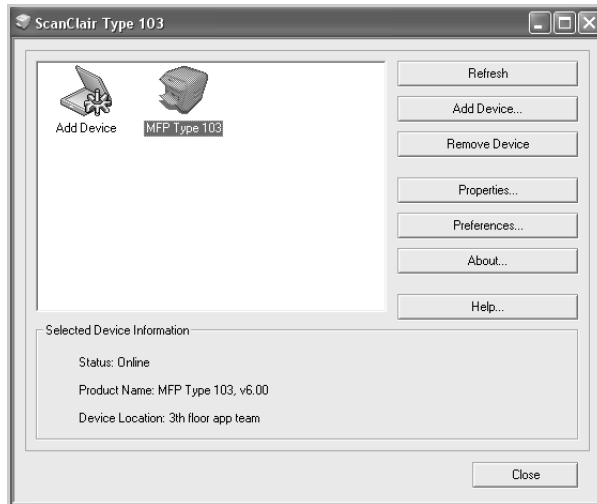 ScanClair Type 103
Add Device
MFP Type 103
Refresh
Add Device...
Remove Device
Properties...
Preferences...
About...
Help...
Selected Device Information
Status: Online
Product Name: MFP Type 103, v6.00
Device Location: 3th floor app team
Close